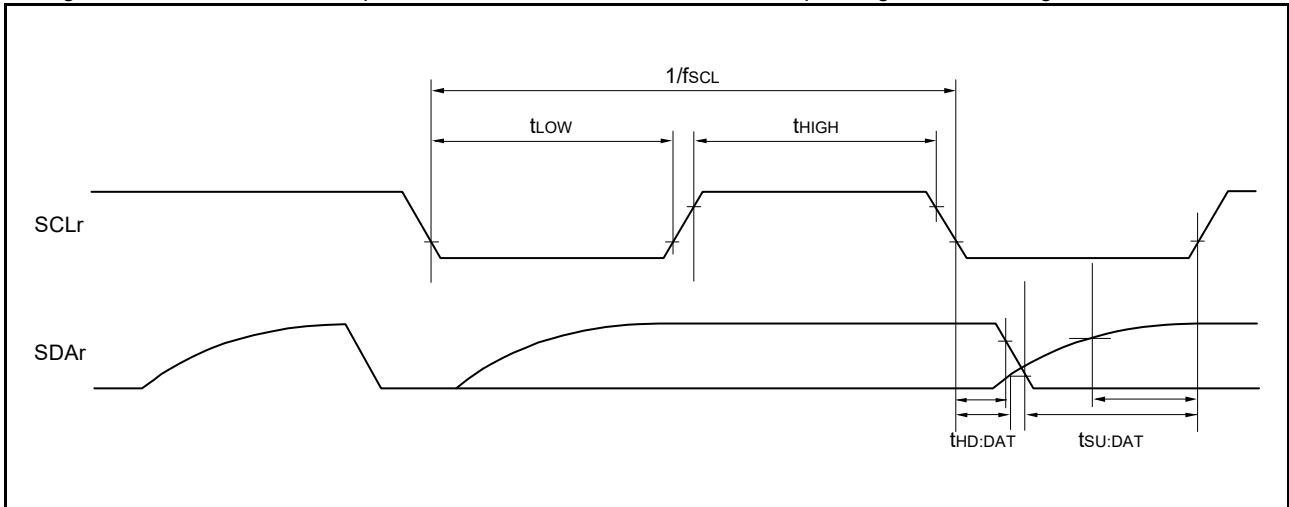 1/fSCL
tLOW
tHIGH
SCLr
SDAr
tHD:DAT
tSU:DAT